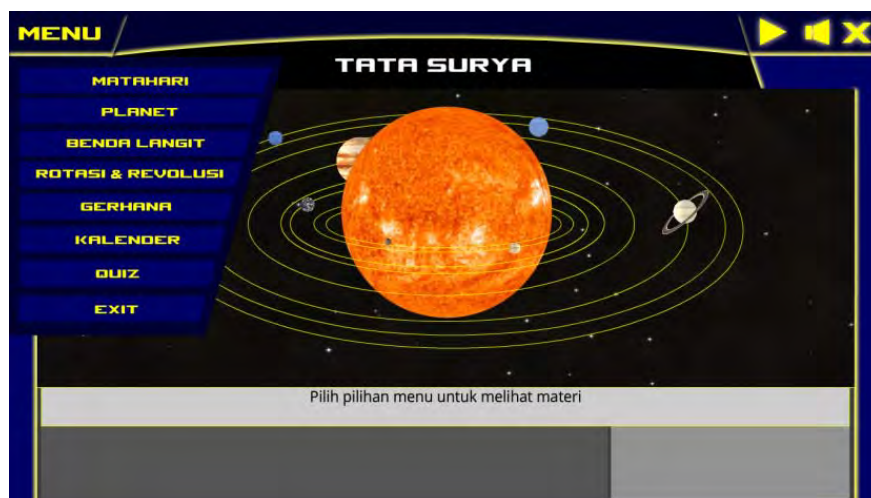 MENU
TATA SURYA
MATAHARI
PLANET
BENDA LANGIT
ROTASI & REVOLUSI
GERHANA
KALENDER
QUIZ
EXIT
Pilih pilihan menu untuk melihat materi